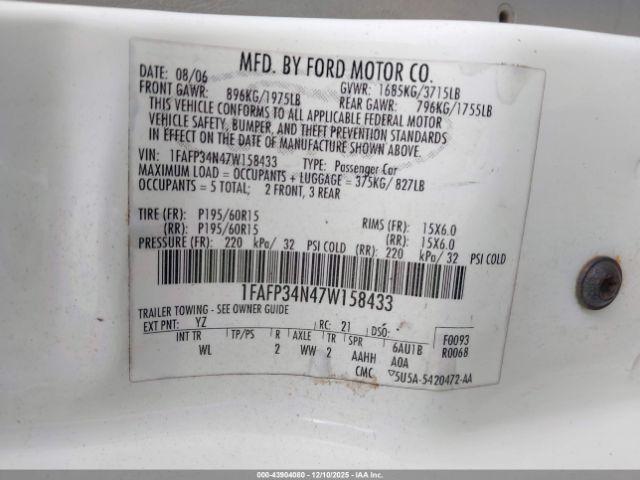 MFD. BY FORD MOTOR CO.
DATE: 08/06 GVWR: 1685KG/3715LB
FRONT GAWR: 896KG/1975LB REAR GAWR: 796KG/1755LB
THIS VEHICLE CONFORMS TO ALL APPLICABLE FEDERAL MOTOR
VEHICLE SAFETY, BUMPER, AND THEFT PREVENTION STANDARDS
IN EFFECT ON THE DATE OF MANUFACTURE SHOWN ABOVE.
VIN: 1FAFP34N47W158433 TYPE: Passenger Car
MAXIMUM LOAD = OCCUPANTS + LUGGAGE = 375KG/ 827LB
OCCUPANTS = 5 TOTAL; 2 FRONT, 3 REAR
TIRE (FR): P195/60R15 RIMS (FR): 15X6.0
(RR): P195/60R15 (RR): 15X6.0
PRESSURE (FR): 220 kPa/ 32 PSI COLD (RR): 220 kPa/ 32 PSI COLD
1FAFP34N47W158433
TRAILER TOWING - SEE OWNER GUIDE
EXT PNT: YZ RC: 21 DSO: F0093
INT TR TP/PS R AXLE TR SPR 6AU1B R0068
WL 2 WW 2 AAHH A0A
CMC ▽5U5A-5420472-AA
000-43904060 - 12/10/2025 - IAA, LLC